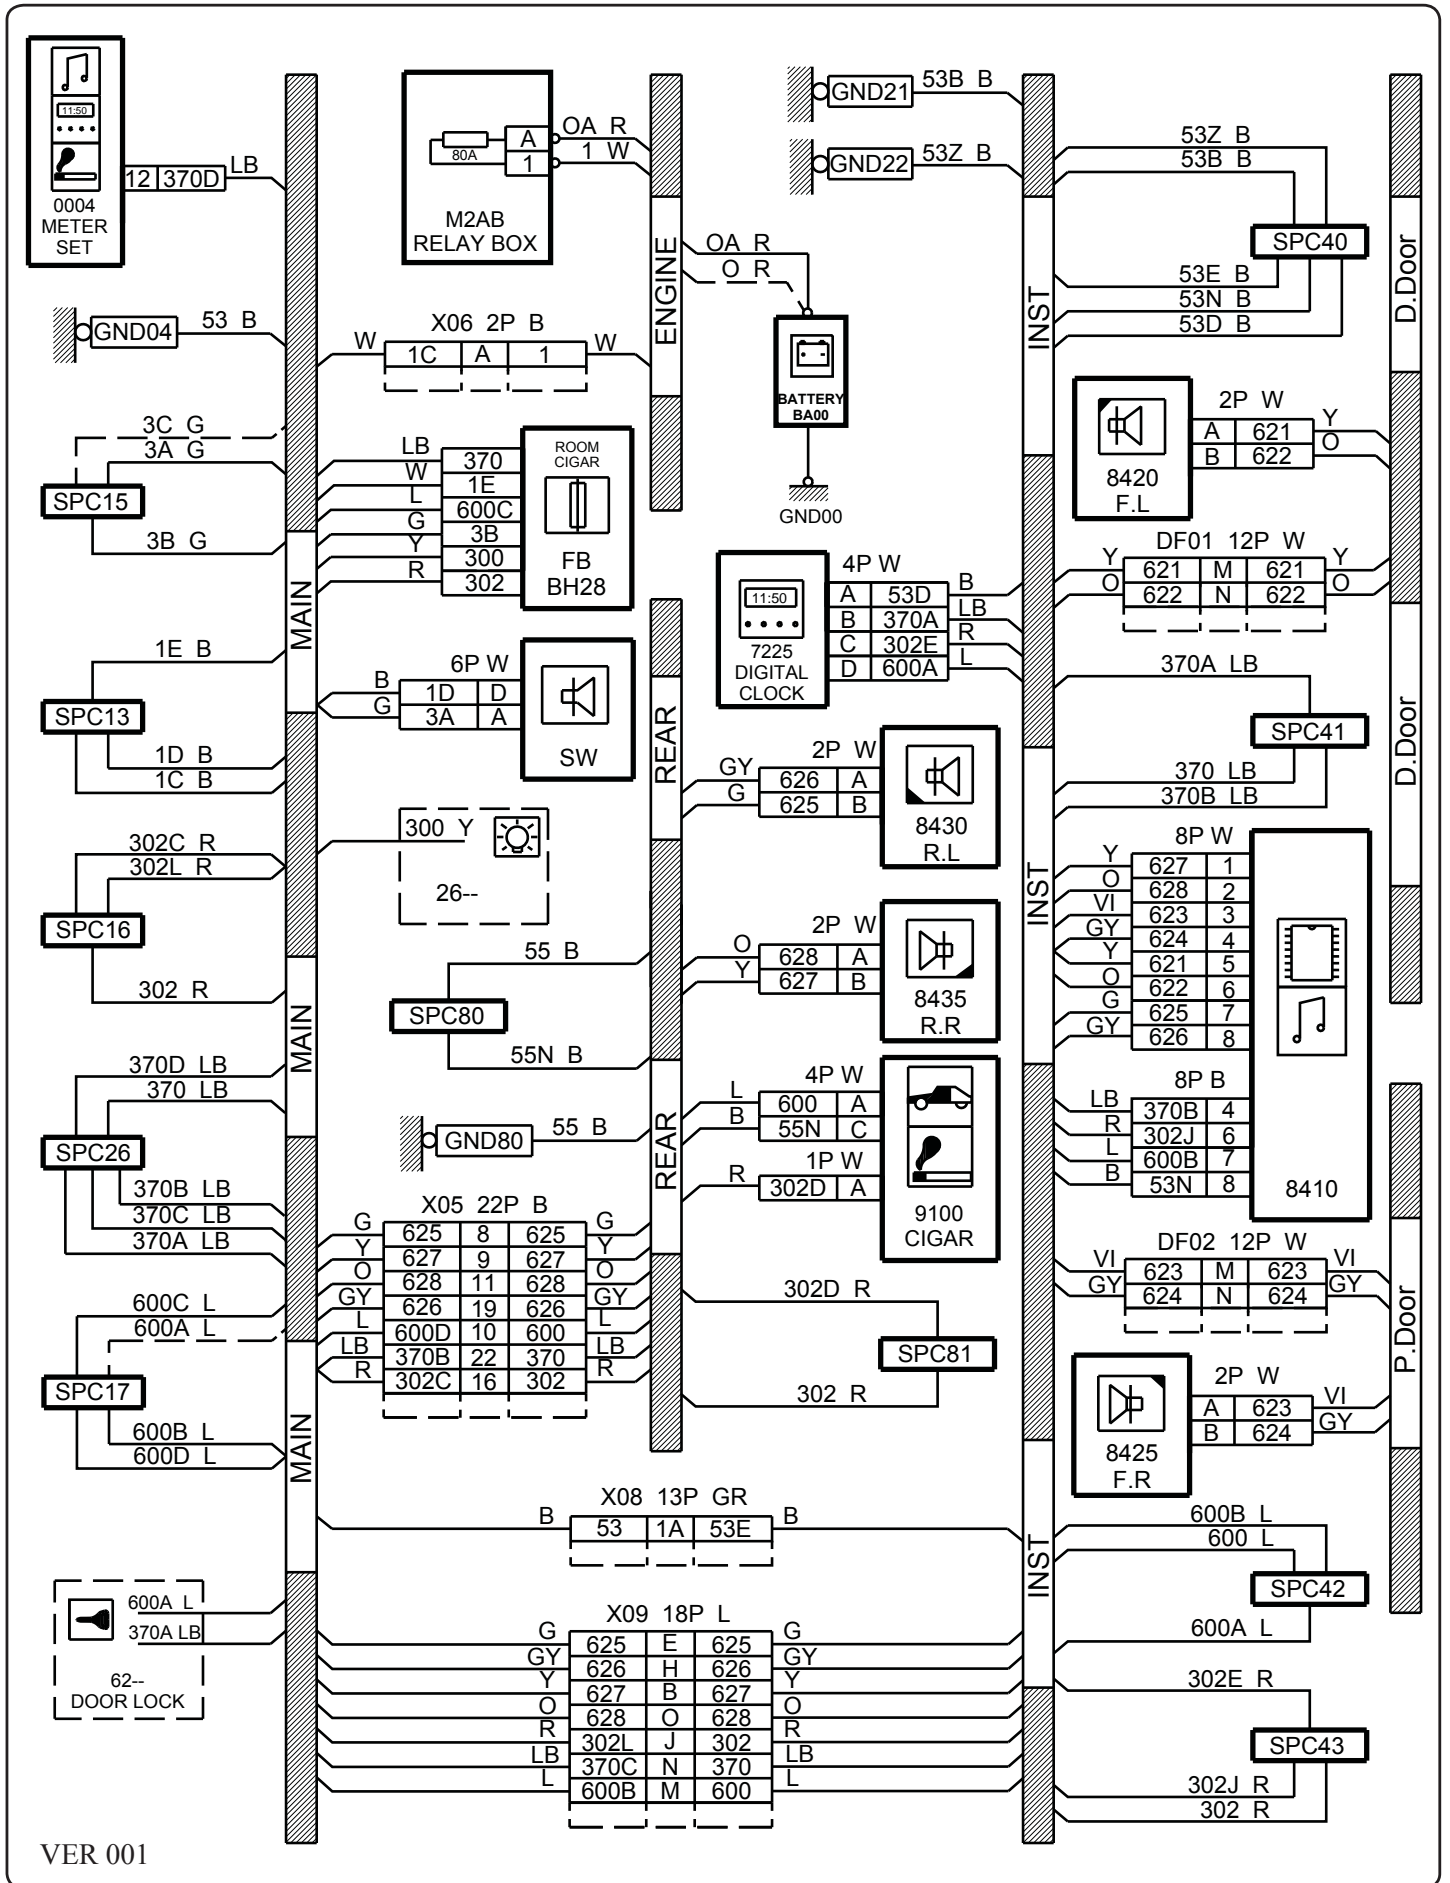 11:50
0004
METER
SET
12 370D LB
GND04 53 B
3C G
3A G
SPC15
3B G
1E B
SPC13
1D B
1C B
302C R
302L R
SPC16
302 R
370D LB
370 LB
SPC26
370B LB
370C LB
370A LB
600C L
600A L
SPC17
600B L
600D L
600A L
370A LB
62--
DOOR LOCK
VER 001
MAIN
MAIN
MAIN
80A
A OA R
1 1 W
M2AB
RELAY BOX
X06 2P B
W 1C A 1 W
LB 370
W 1E
L 600C
G 3B
Y 300
R 302
ROOM
CIGAR
FB
BH28
6P W
B 1D D
G 3A A
SW
300 Y
26--
55 B
SPC80
55N B
GND80 55 B
X05 22P B
G 625 8 625 G
Y 627 9 627 Y
O 628 11 628 O
GY 626 19 626 GY
L 600D 10 600 L
LB 370B 22 370 LB
R 302C 16 302 R
X08 13P GR
B 53 1A 53E B
X09 18P L
G 625 E 625 G
GY 626 H 626 GY
Y 627 B 627 Y
O 628 O 628 O
R 302L J 302 R
LB 370C N 370 LB
L 600B M 600 L
ENGINE
REAR
REAR
GND21 53B B
GND22 53Z B
OA R
O R
BATTERY
BA00
GND00
11:50
7225
DIGITAL
CLOCK
4P W
A 53D B
B 370A LB
C 302E R
D 600A L
2P W
GY 626 A
G 625 B
8430
R.L
2P W
O 628 A
Y 627 B
8435
R.R
4P W
L 600 A
B 55N C
1P W
R 302D A
9100
CIGAR
302D R
SPC81
302 R
INST
INST
INST
53Z B
53B B
SPC40
53E B
53N B
53D B
8420
F.L
2P W
A 621 Y
B 622 O
DF01 12P W
Y 621 M 621 Y
O 622 N 622 O
370A LB
SPC41
370 LB
370B LB
8P W
Y 627 1
O 628 2
VI 623 3
GY 624 4
Y 621 5
O 622 6
G 625 7
GY 626 8
8P B
LB 370B 4
R 302J 6
L 600B 7
B 53N 8
8410
DF02 12P W
VI 623 M 623 VI
GY 624 N 624 GY
8425
F.R
2P W
A 623 VI
B 624 GY
600B L
600 L
SPC42
600A L
302E R
SPC43
302J R
302 R
D.Door
D.Door
P.Door